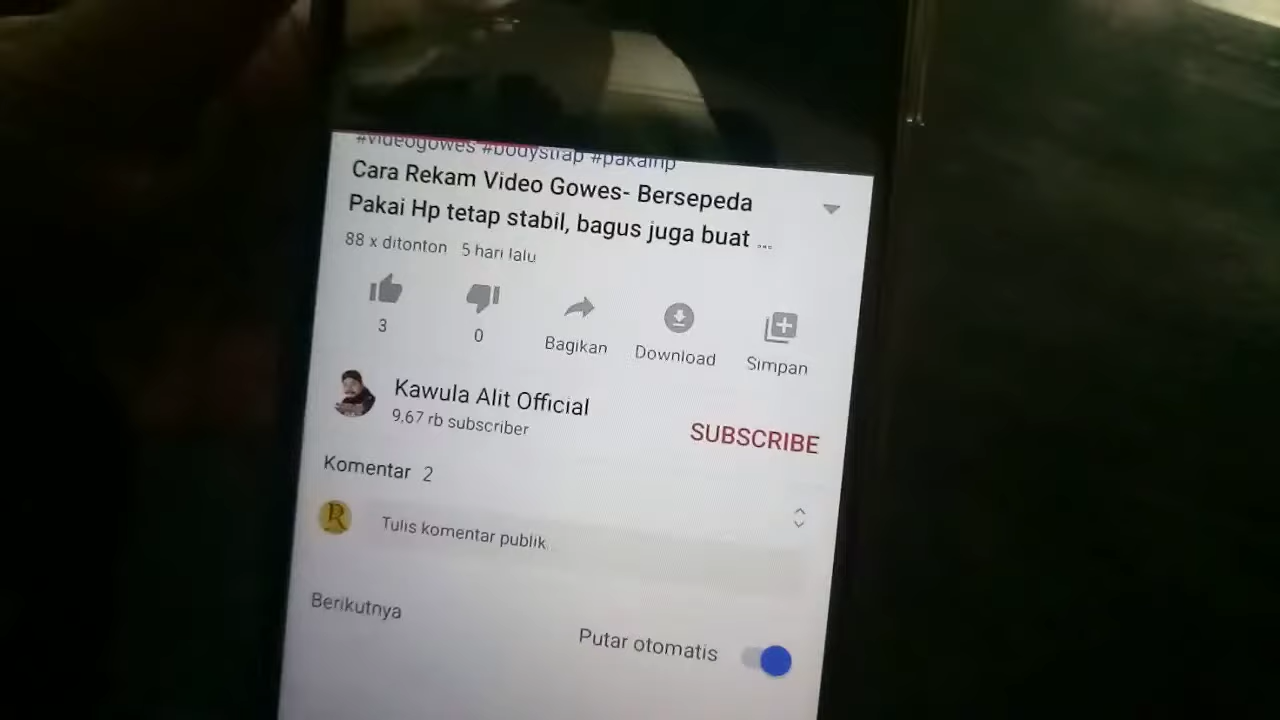 #videogowes #bodystrap #pakaihp
Cara Rekam Video Gowes- Bersepeda
Pakai Hp tetap stabil, bagus juga buat ...
88 x ditonton 5 hari lalu
3
0
Bagikan
Download
Simpan
Kawula Alit Official
9,67 rb subscriber
SUBSCRIBE
Komentar 2
R
Tulis komentar publik
Berikutnya
Putar otomatis